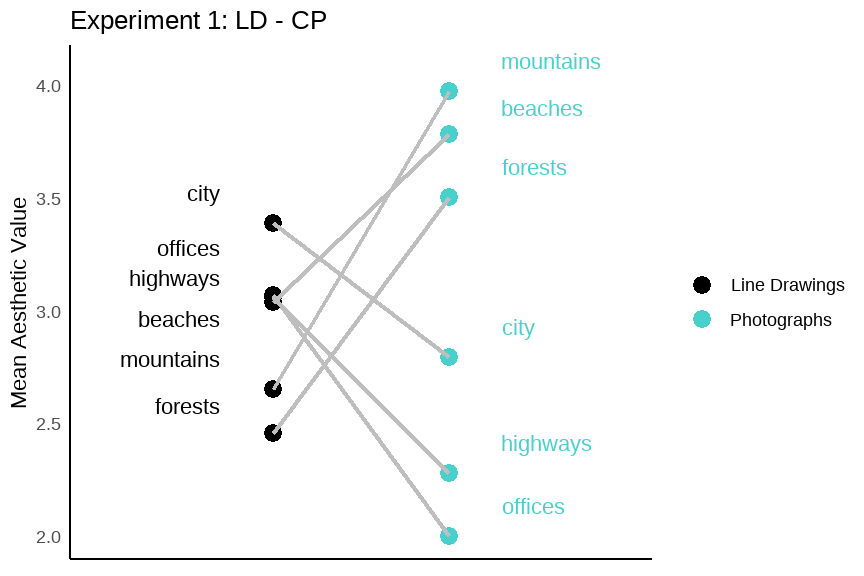 Experiment 1: LD - CP
Mean Aesthetic Value
4.0
3.5
3.0
2.5
2.0
city
offices
highways
beaches
mountains
forests
mountains
beaches
forests
city
highways
offices
Line Drawings
Photographs